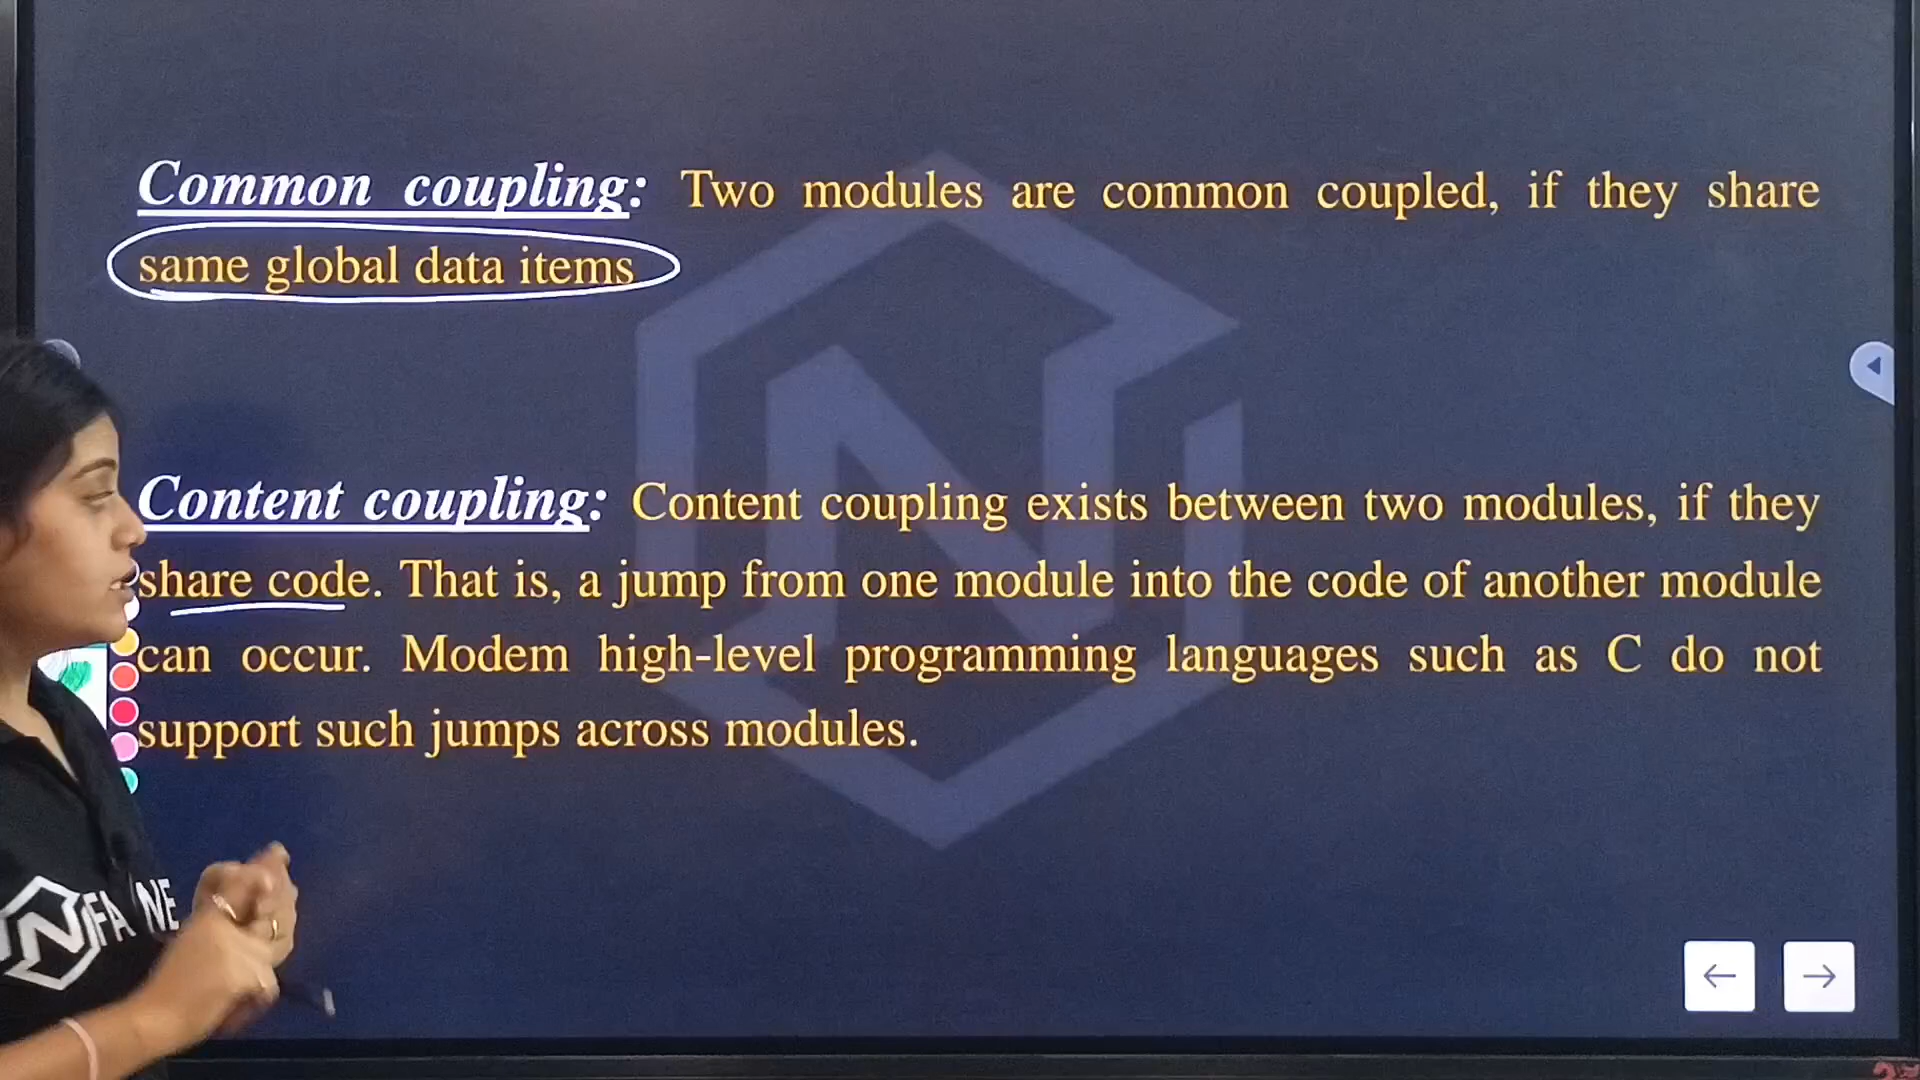 Common coupling: Two modules are common coupled, if they share
same global data items
Content coupling: Content coupling exists between two modules, if they
share code. That is, a jump from one module into the code of another module
can occur. Modem high-level programming languages such as C do not
support such jumps across modules.